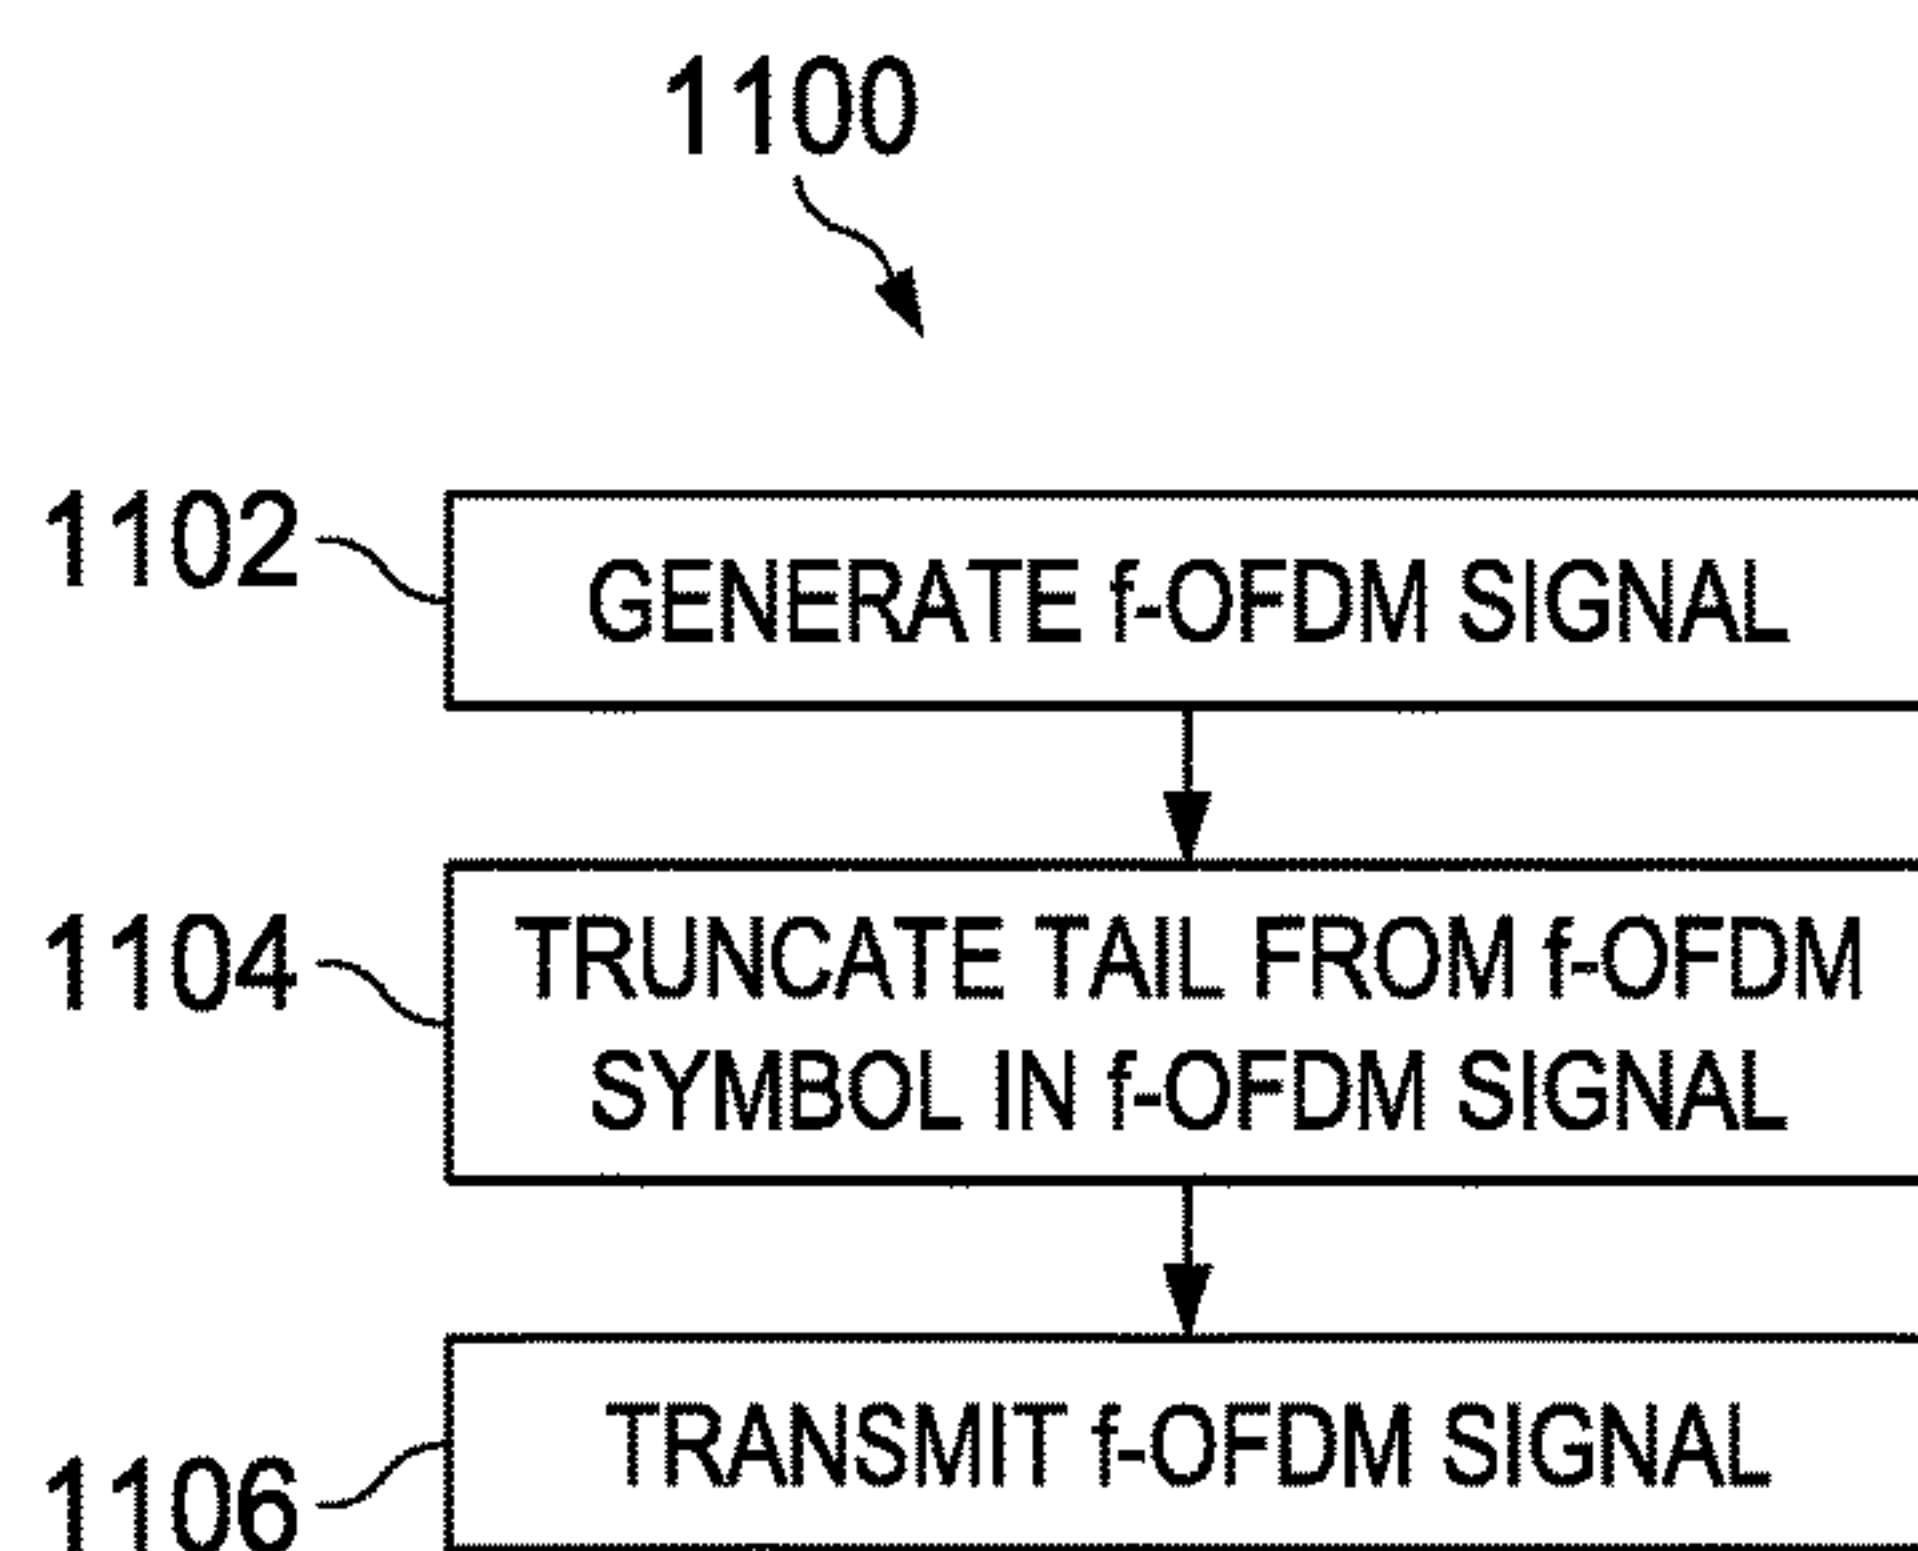 1100
1102
GENERATE f-OFDM SIGNAL
1104
TRUNCATE TAIL FROM f-OFDM
SYMBOL IN f-OFDM SIGNAL
1106
TRANSMIT f-OFDM SIGNAL